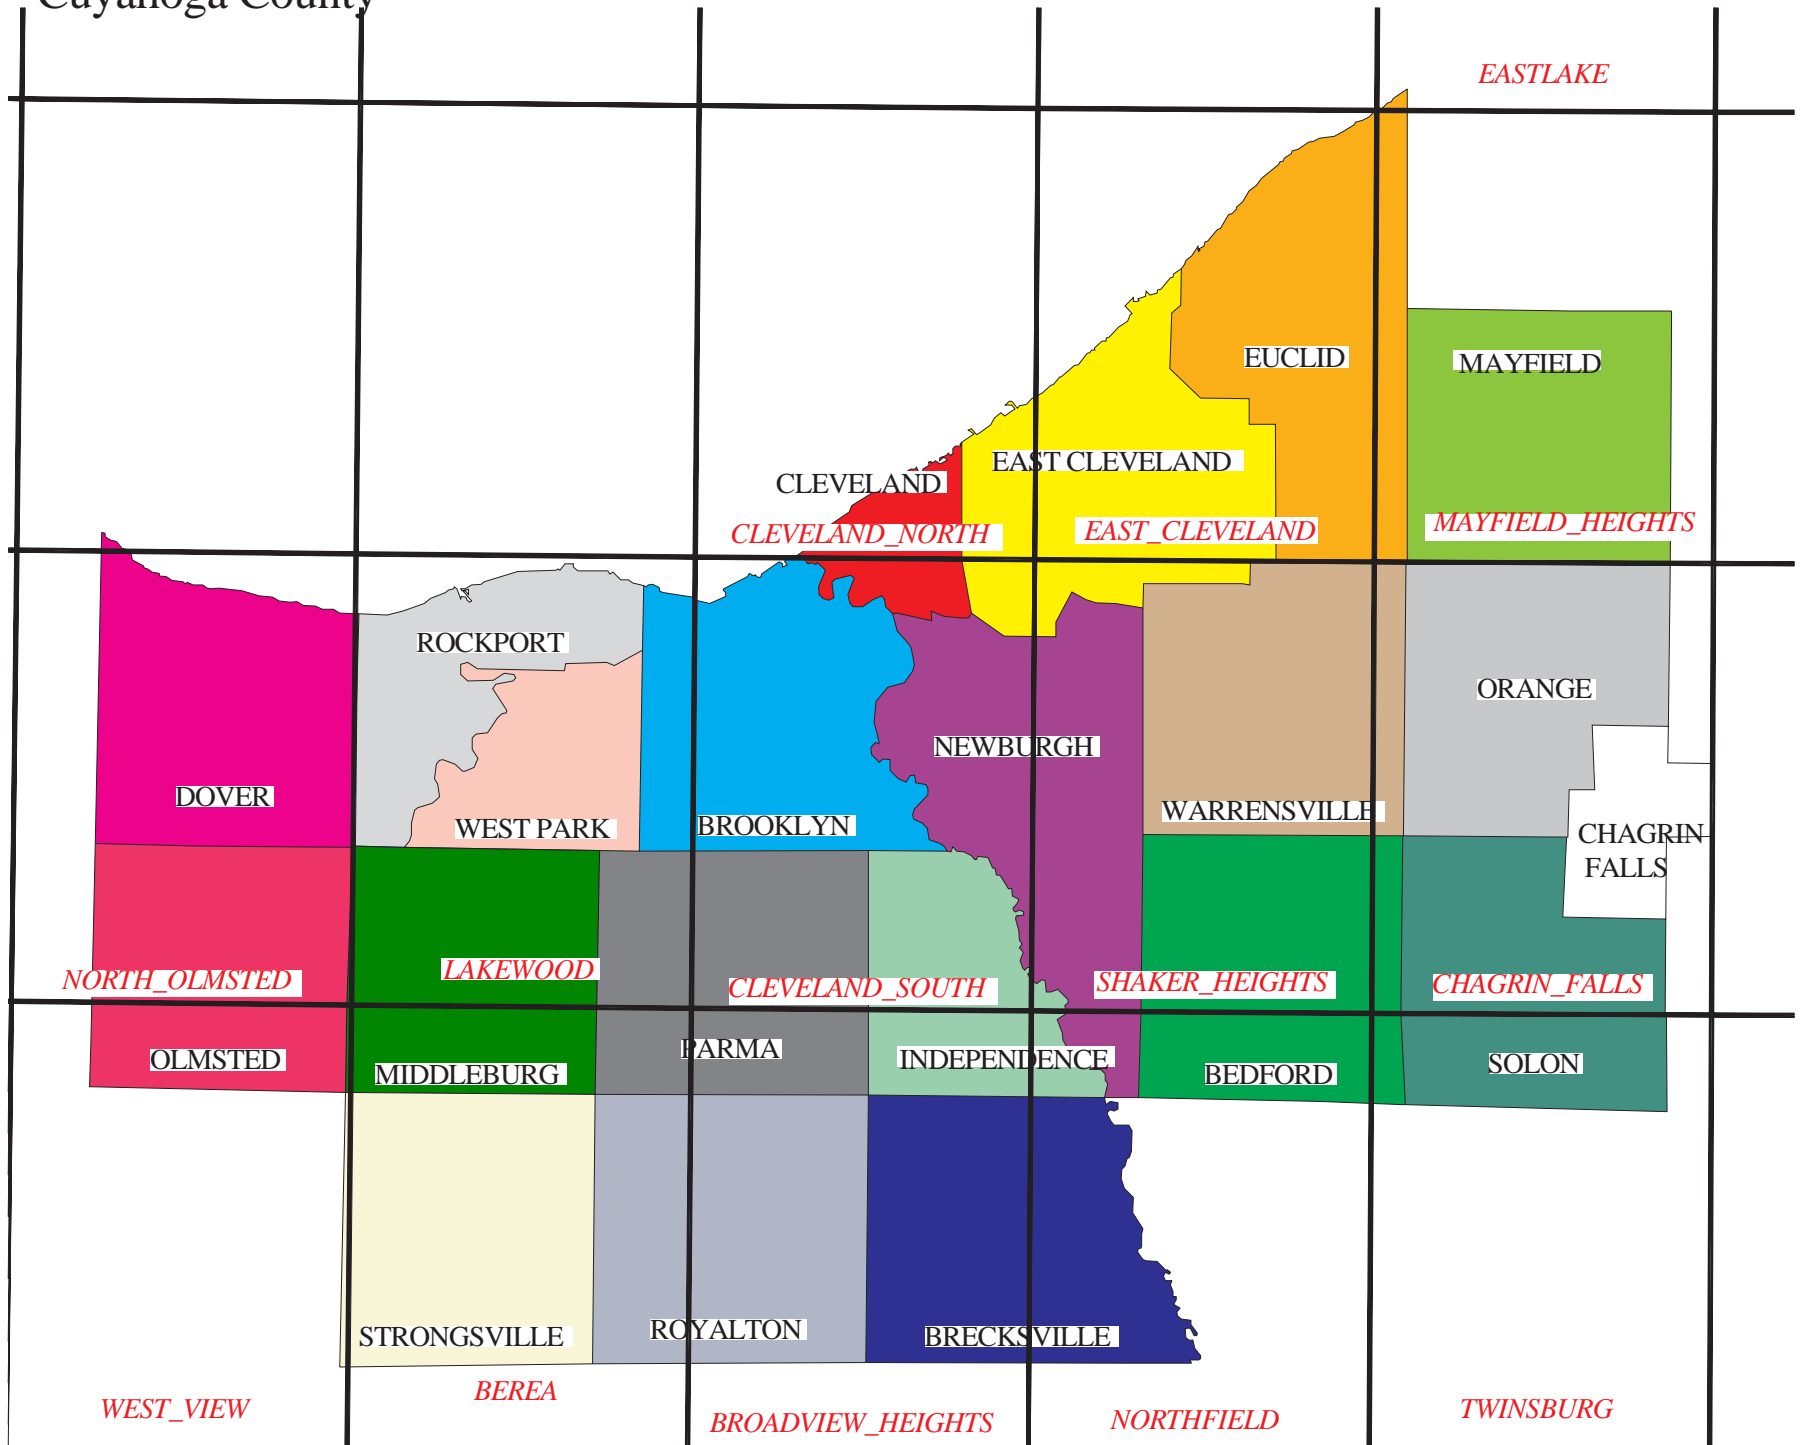 Cuyahoga County
EASTLAKE
EUCLID
MAYFIELD
EAST CLEVELAND
CLEVELAND
MAYFIELD_HEIGHTS
EAST_CLEVELAND
CLEVELAND_NORTH
ROCKPORT
ORANGE
NEWBURGH
DOVER
WARRENSVILLE
BROOKLYN
WEST PARK
CHAGRIN
FALLS
LAKEWOOD
NORTH_OLMSTED
SHAKER_HEIGHTS
CHAGRIN_FALLS
CLEVELAND_SOUTH
PARMA
OLMSTED
INDEPENDENCE
SOLON
MIDDLEBURG
BEDFORD
ROYALTON
STRONGSVILLE
BRECKSVILLE
BEREA
WEST_VIEW
TWINSBURG
NORTHFIELD
BROADVIEW_HEIGHTS